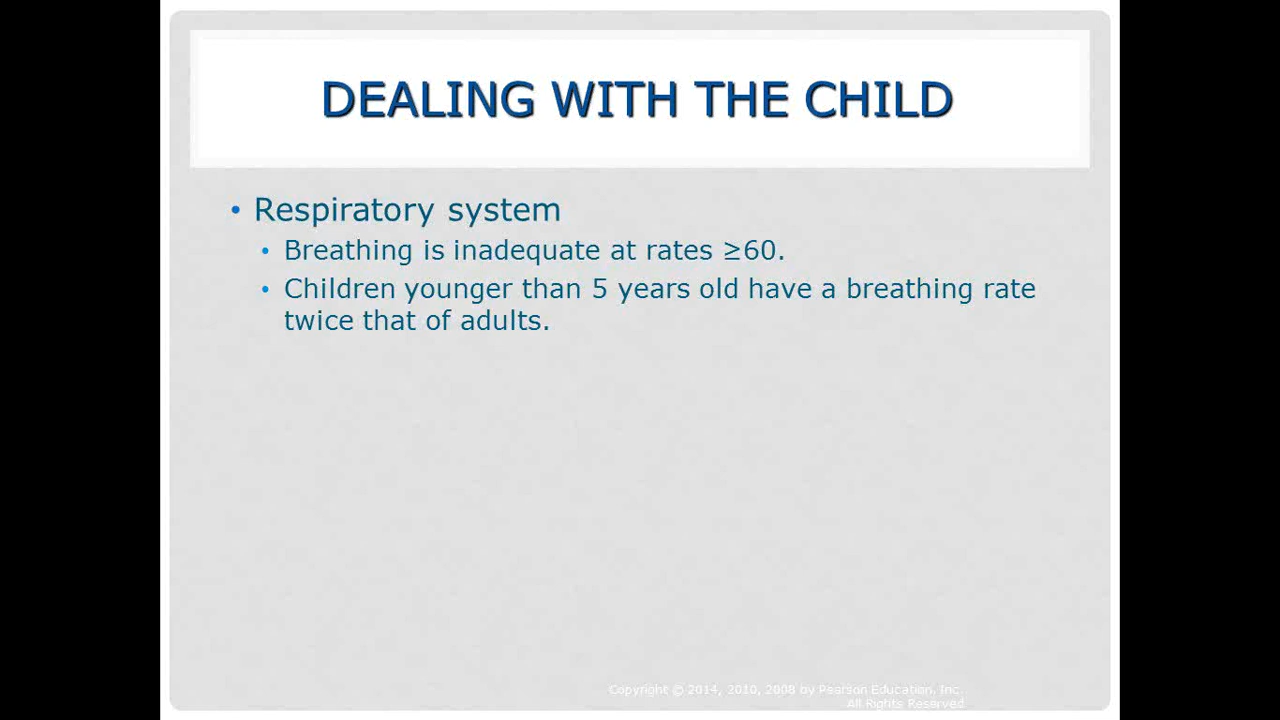 DEALING WITH THE CHILD
• Respiratory system
• Breathing is inadequate at rates ≥60.
• Children younger than 5 years old have a breathing rate
twice that of adults.
Copyright © 2014, 2010, 2008 by Pearson Education, Inc.
All Rights Reserved